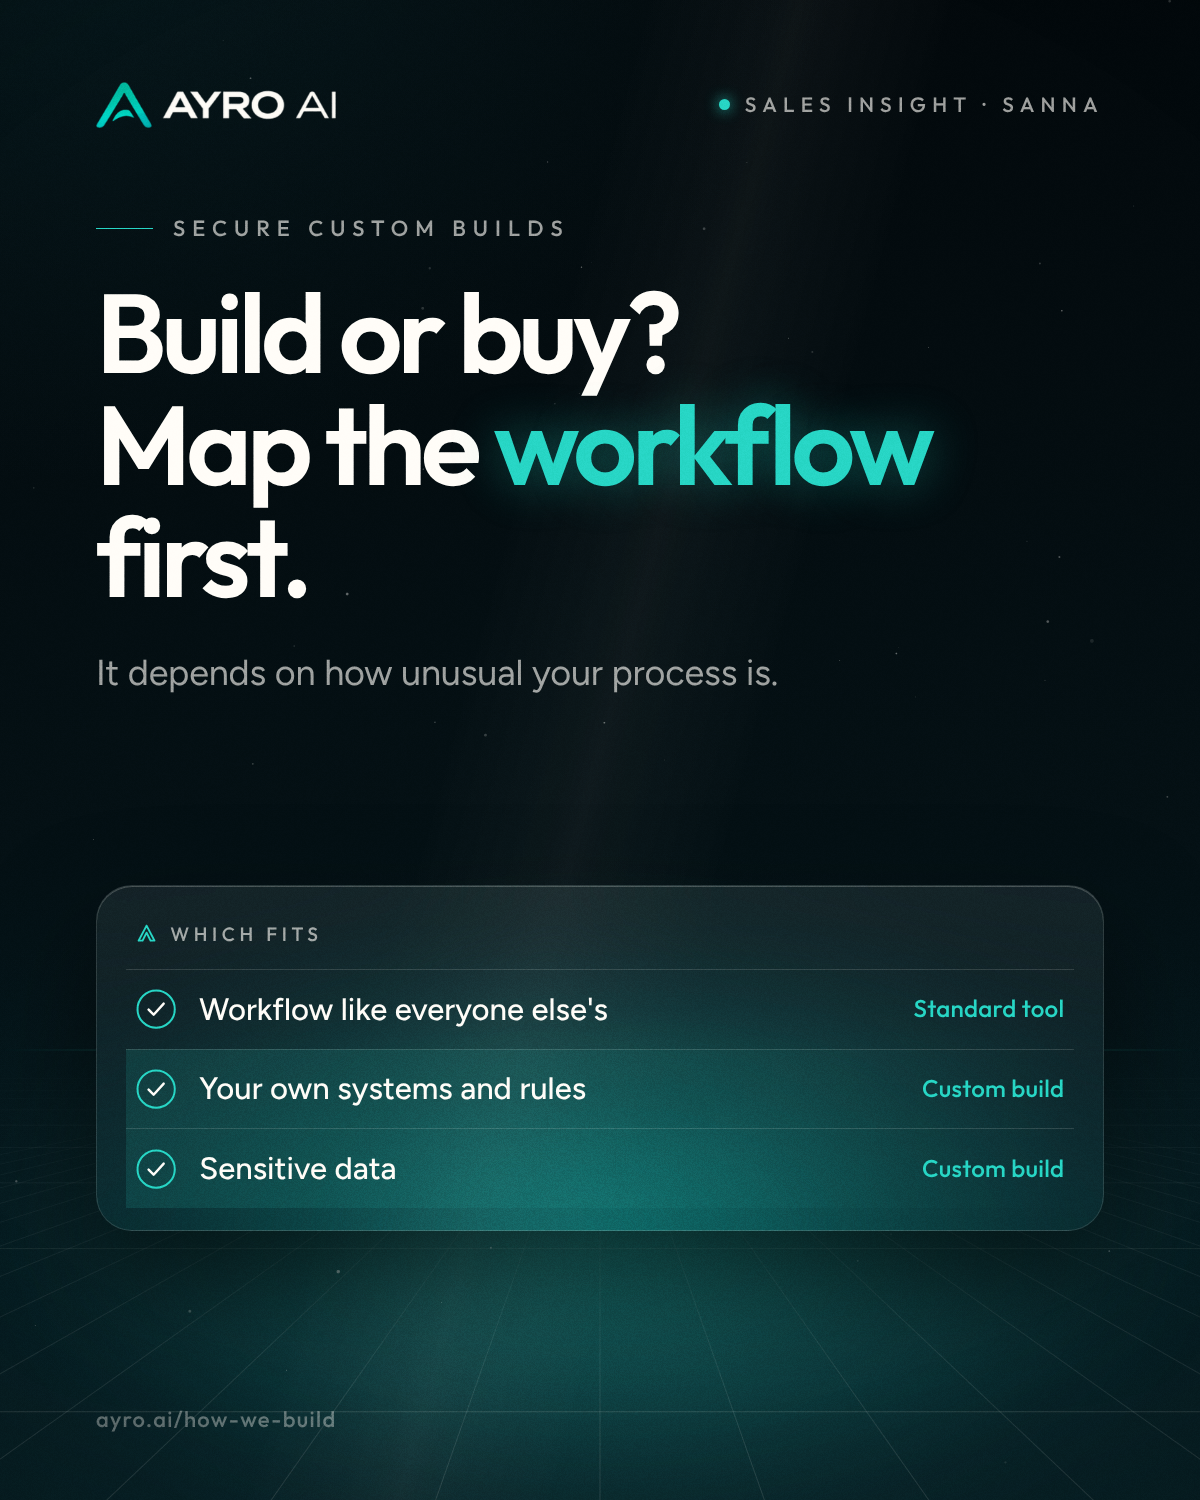 AYRO AI
SALES INSIGHT · SANNA
SECURE CUSTOM BUILDS
Build or buy?
Map the workflow
first.
It depends on how unusual your process is.
WHICH FITS
Workflow like everyone else's
Standard tool
Your own systems and rules
Custom build
Sensitive data
Custom build
ayro.ai/how-we-build